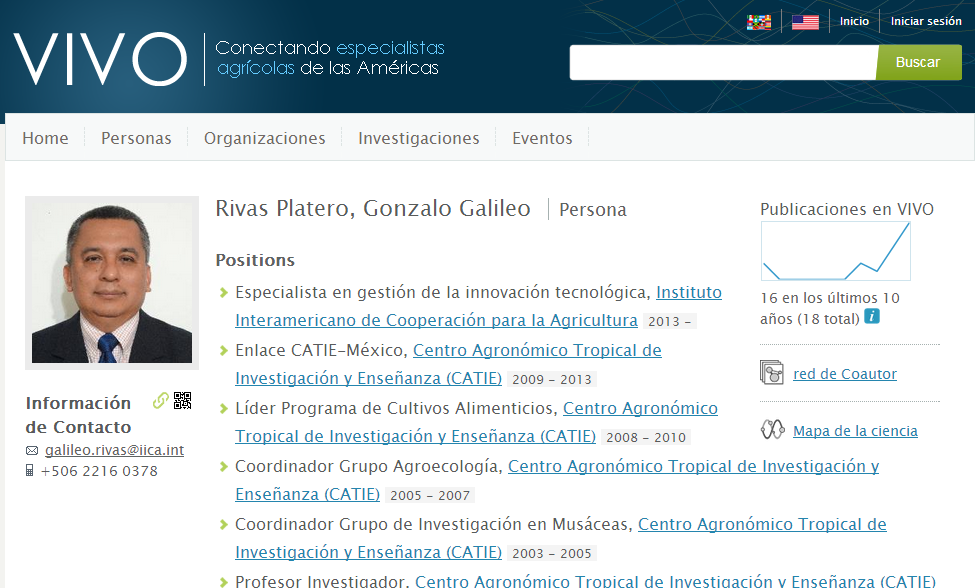 VIVO
Conectando especialistas
agrícolas de las Américas
Inicio
Iniciar sesión
Buscar
Home
Personas
Organizaciones
Investigaciones
Eventos
Rivas Platero, Gonzalo Galileo
Persona
Positions
Especialista en gestión de la innovación tecnológica, Instituto
Interamericano de Cooperación para la Agricultura 2013 -
Enlace CATIE-México, Centro Agronómico Tropical de
Investigación y Enseñanza (CATIE) 2009 - 2013
Líder Programa de Cultivos Alimenticios, Centro Agronómico
Tropical de Investigación y Enseñanza (CATIE) 2008 - 2010
Coordinador Grupo Agroecología, Centro Agronómico Tropical de Investigación y
Enseñanza (CATIE) 2005 - 2007
Coordinador Grupo de Investigación en Musáceas, Centro Agronómico Tropical de
Investigación y Enseñanza (CATIE) 2003 - 2005
Profesor Investigador, Centro Agronómico Tropical de Investigación y Enseñanza (CATIE)
Información
de Contacto
galileo.rivas@iica.int
+506 2216 0378
Publicaciones en VIVO
16 en los últimos 10
años (18 total) i
red de Coautor
Mapa de la ciencia